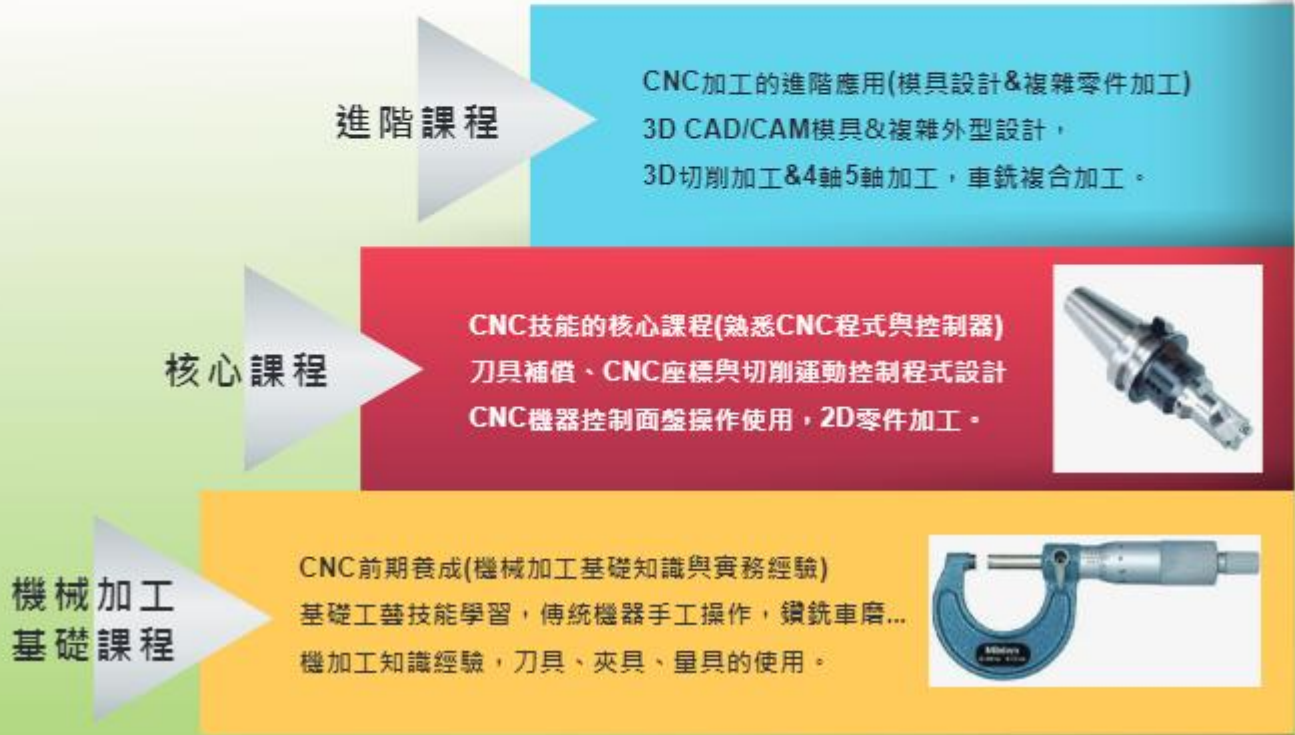 進階課程
CNC加工的進階應用(模具設計&複雜零件加工)
3D CAD/CAM模具&複雜外型設計，
3D切削加工&4軸5軸加工，車銑複合加工。
核心課程
CNC技能的核心課程(熟悉CNC程式與控制器)
刀具補償、CNC座標與切削運動控制程式設計
CNC機器控制面盤操作使用，2D零件加工。
機械加工
基礎課程
CNC前期養成(機械加工基礎知識與實務經驗)
基礎工藝技能學習，傳統機器手工操作，鑽銑車磨...
機加工知識經驗，刀具、夾具、量具的使用。
Mitutoyo